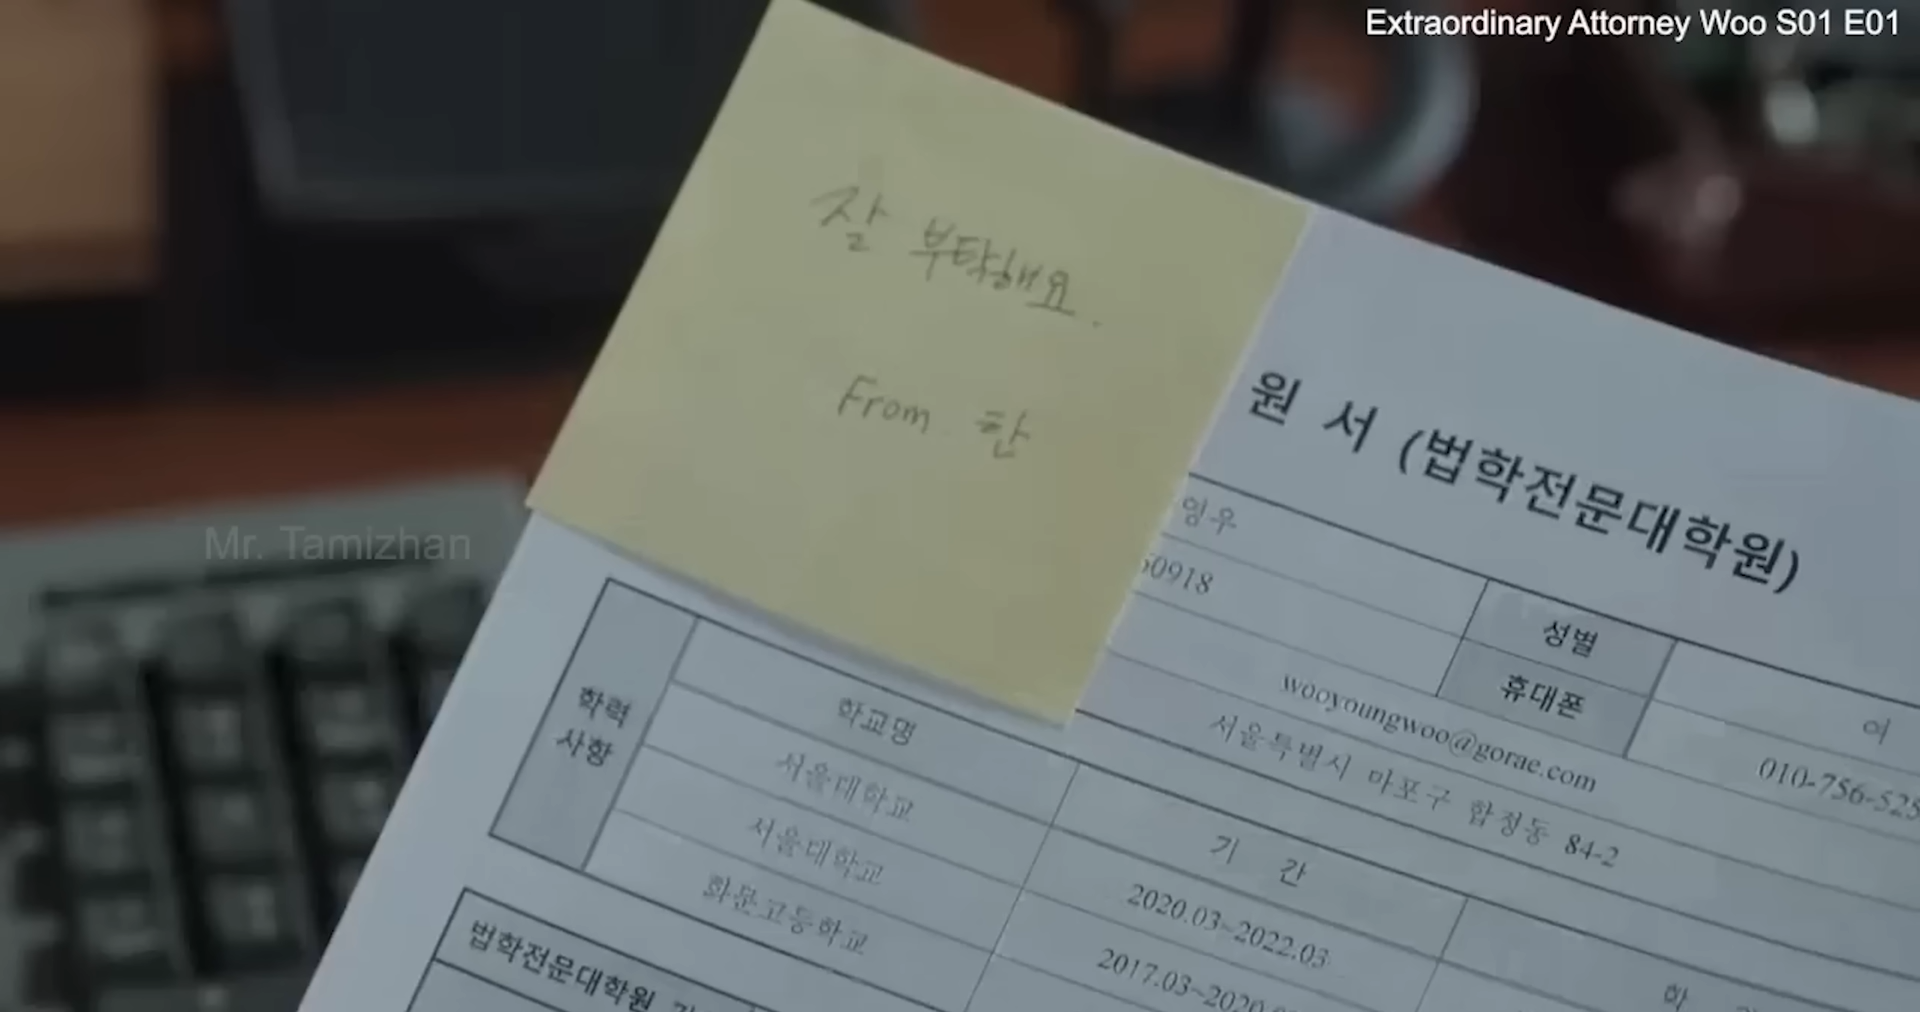 Extraordinary Attorney Woo S01 E01
잘 부탁해요.
From 한
원 서 (법학전문대학원)
영우
60918
성별
여
휴대폰
010-756-525
wooyoungwoo@gorae.com
서울특별시 마포구 합정동 84-2
학력
사항
학교명
기 간
학
서울대학교
2020.03~2022.03
서울대학교
2017.03~2020
화문고등학교
법학전문대학원
Mr. Tamizhan